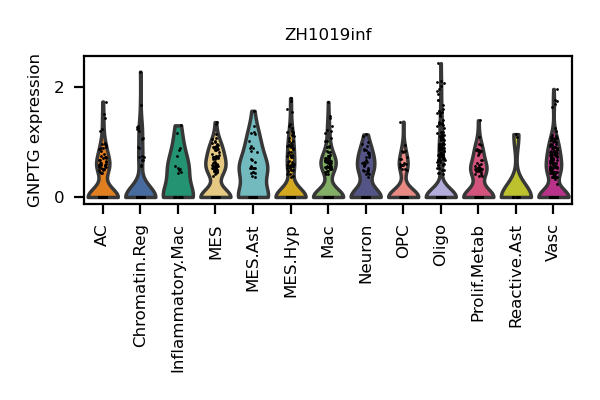 ZH1019inf
GNPTG expression
2
0
AC
Chromatin.Reg
Inflammatory.Mac
MES
MES.Ast
MES.Hyp
Mac
Neuron
OPC
Oligo
Prolif.Metab
Reactive.Ast
Vasc